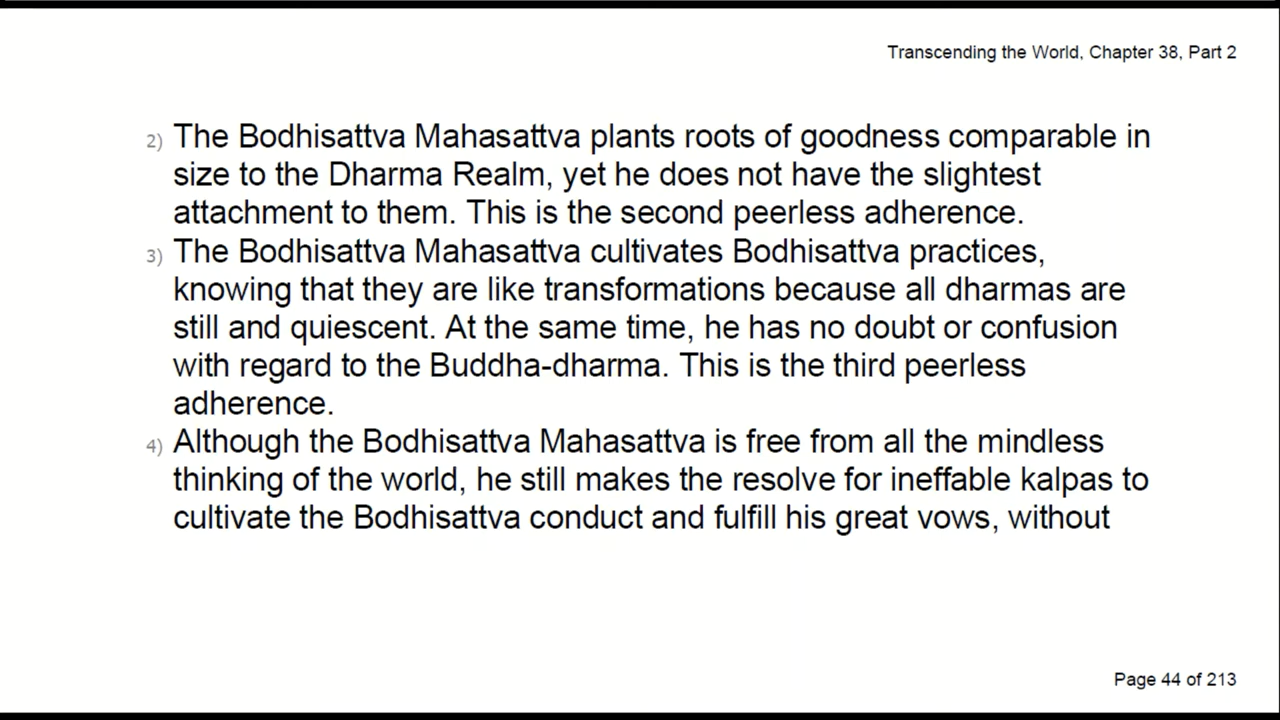 Transcending the World, Chapter 38, Part 2
2) The Bodhisattva Mahasattva plants roots of goodness comparable in
size to the Dharma Realm, yet he does not have the slightest
attachment to them. This is the second peerless adherence.
3) The Bodhisattva Mahasattva cultivates Bodhisattva practices,
knowing that they are like transformations because all dharmas are
still and quiescent. At the same time, he has no doubt or confusion
with regard to the Buddha-dharma. This is the third peerless
adherence.
4) Although the Bodhisattva Mahasattva is free from all the mindless
thinking of the world, he still makes the resolve for ineffable kalpas to
cultivate the Bodhisattva conduct and fulfill his great vows, without
Page 44 of 213